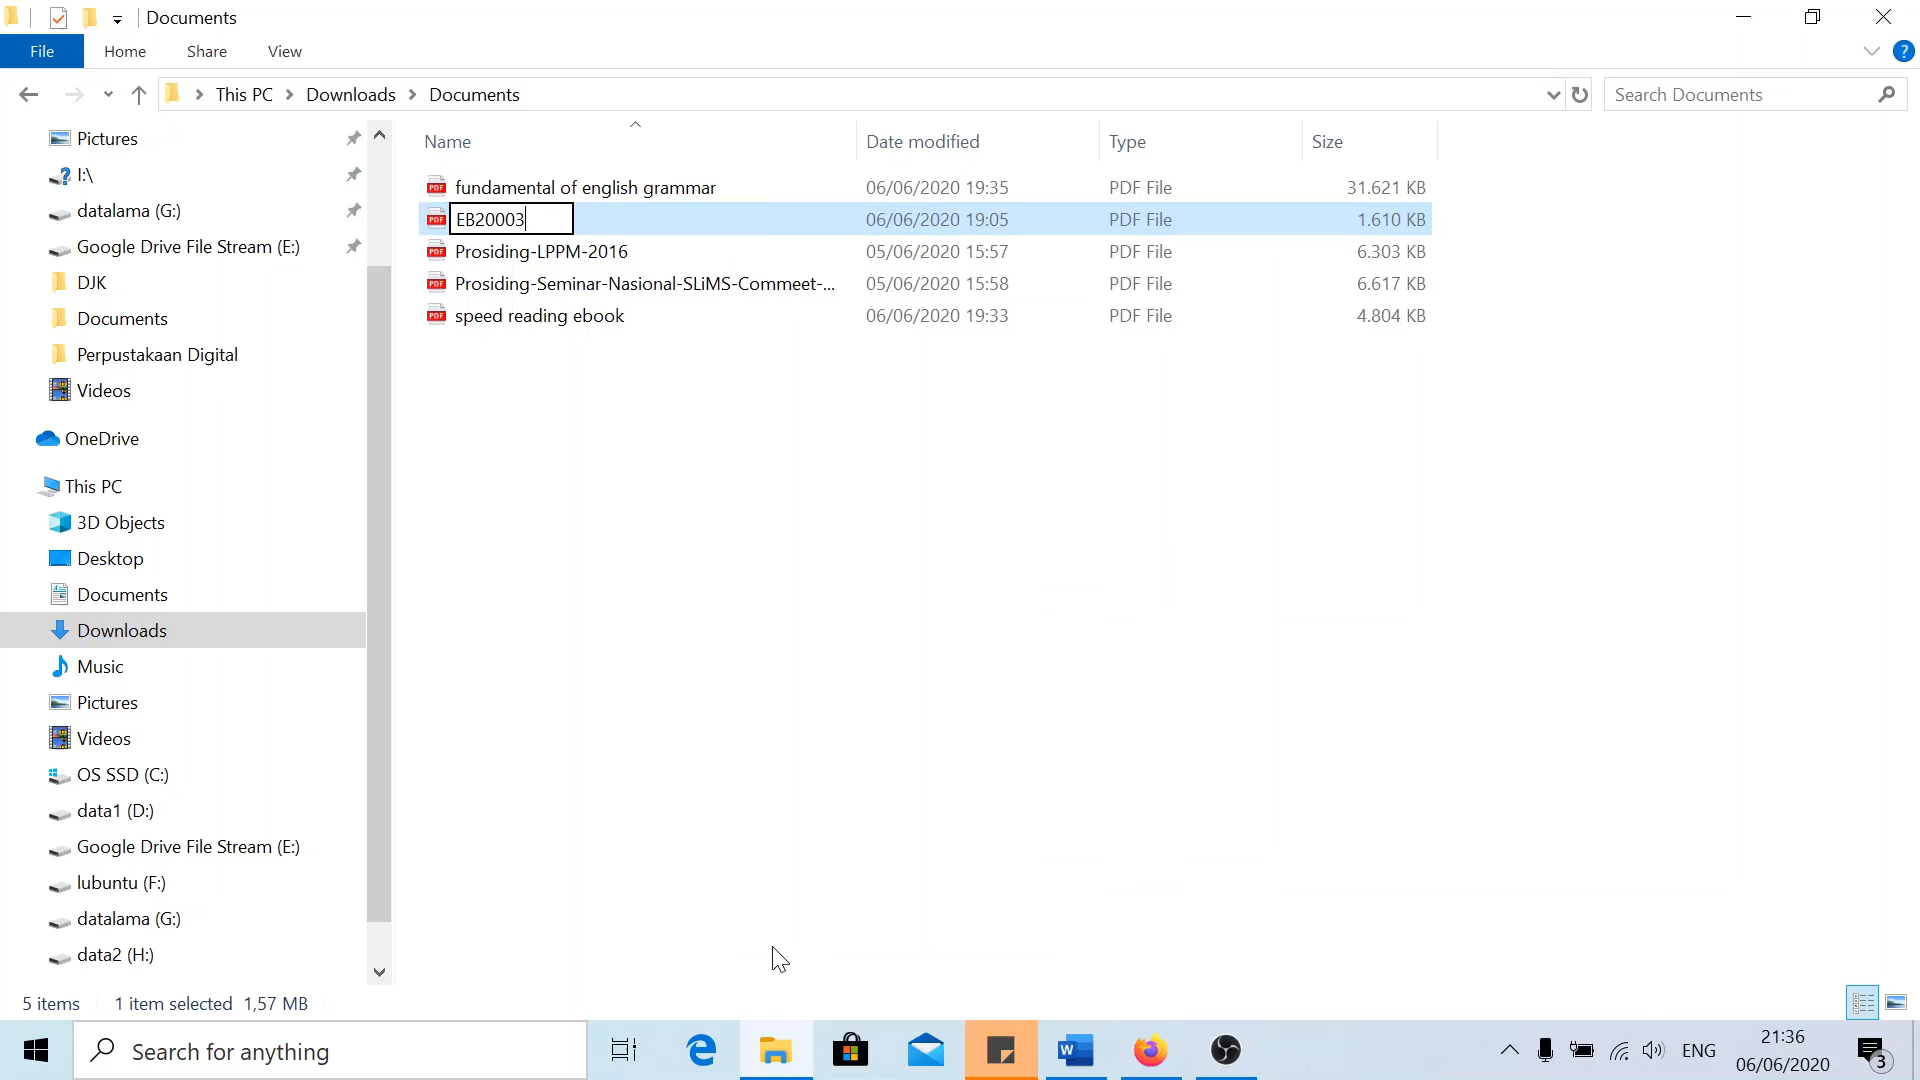 Documents
File Home Share View
?
This PC Downloads Documents
Search Documents
Pictures
I:\
datalama (G:)
Google Drive File Stream (E:)
DJK
Documents
Perpustakaan Digital
Videos
OneDrive
This PC
3D Objects
Desktop
Documents
Downloads
Music
Pictures
Videos
OS SSD (C:)
data1 (D:)
Google Drive File Stream (E:)
lubuntu (F:)
datalama (G:)
data2 (H:)
Name Date modified Type Size
PDF fundamental of english grammar 06/06/2020 19:35 PDF File 31.621 KB
PDF EB20003 06/06/2020 19:05 PDF File 1.610 KB
PDF Prosiding-LPPM-2016 05/06/2020 15:57 PDF File 6.303 KB
PDF Prosiding-Seminar-Nasional-SLiMS-Commeet-... 05/06/2020 15:58 PDF File 6.617 KB
PDF speed reading ebook 06/06/2020 19:33 PDF File 4.804 KB
5 items 1 item selected 1,57 MB
Search for anything
W
ENG
21:36
06/06/2020
3